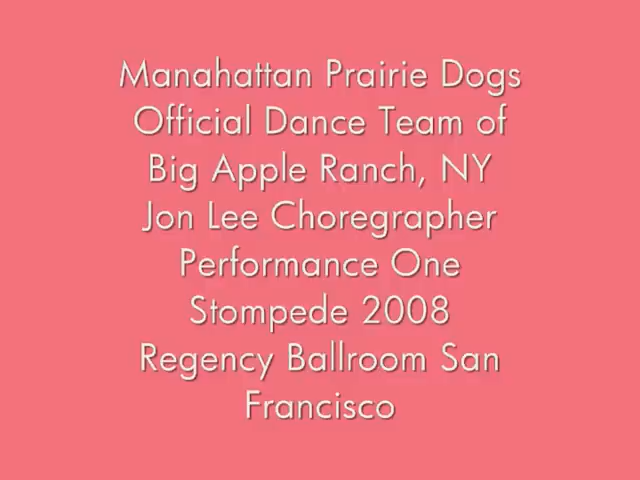 Manahattan Prairie Dogs
Official Dance Team of
Big Apple Ranch, NY
Jon Lee Choregrapher
Performance One
Stompede 2008
Regency Ballroom San
Francisco